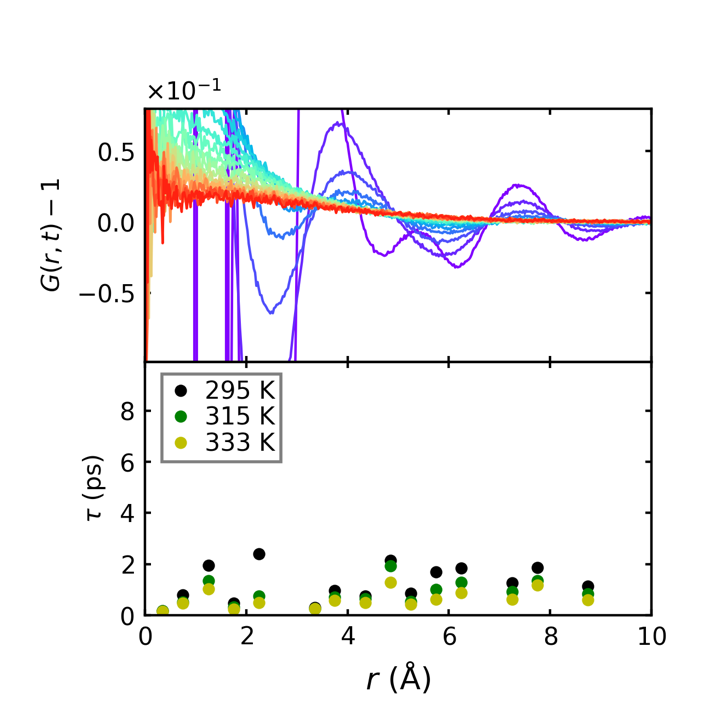 ×10⁻¹
G(r, t) − 1
0.5
0.0
−0.5
295 K
315 K
333 K
τ (ps)
8
6
4
2
0
0 2 4 6 8 10
r (Å)